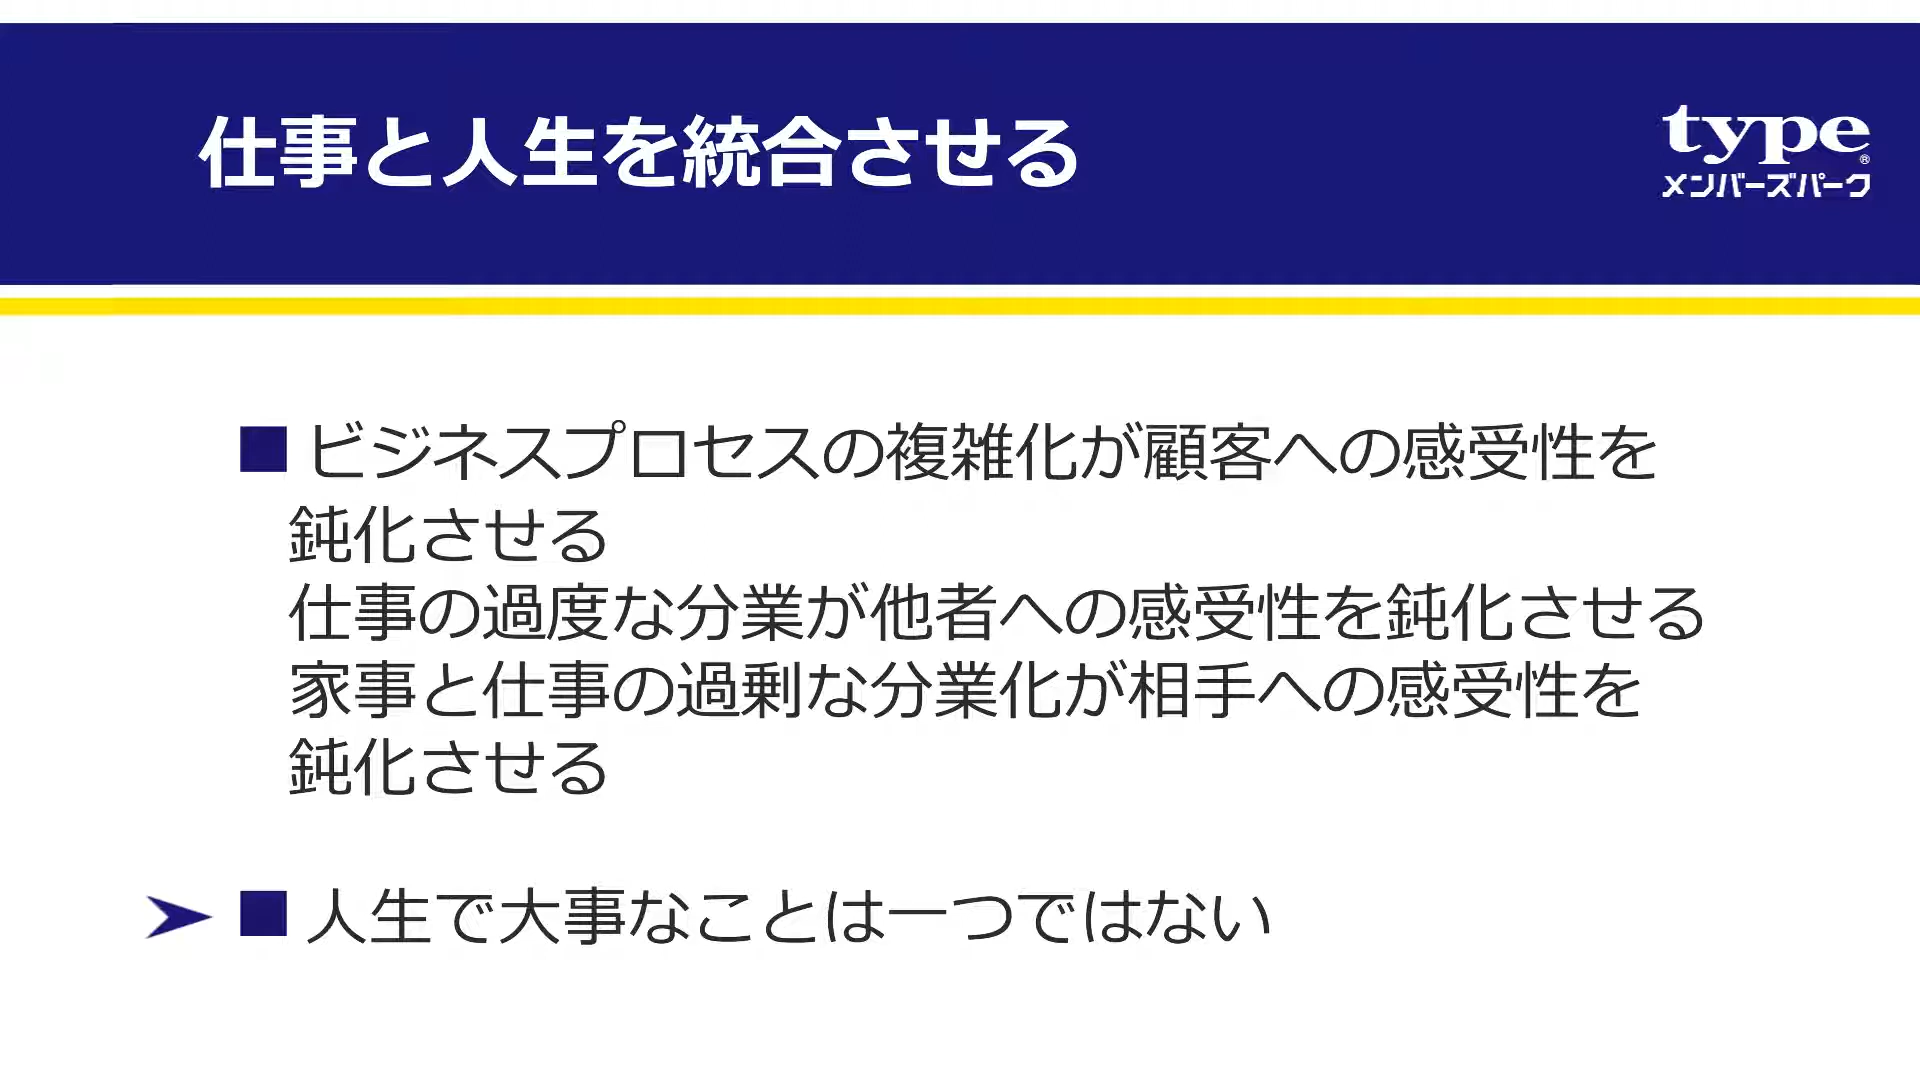 仕事と人生を統合させる
type®
メンバーズパーク
■ビジネスプロセスの複雑化が顧客への感受性を
鈍化させる
仕事の過度な分業が他者への感受性を鈍化させる
家事と仕事の過剰な分業化が相手への感受性を
鈍化させる
➤■人生で大事なことは一つではない